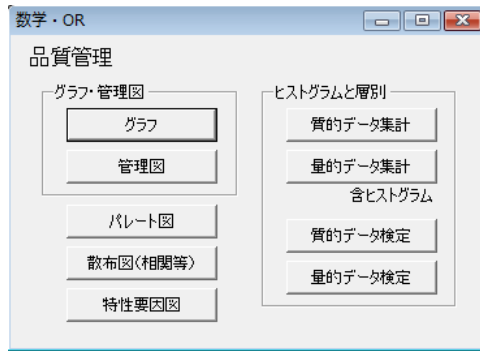 数学・OR
品質管理
グラフ・管理図
グラフ
管理図
パレート図
散布図(相関等)
特性要因図
ヒストグラムと層別
質的データ集計
量的データ集計
含ヒストグラム
質的データ検定
量的データ検定